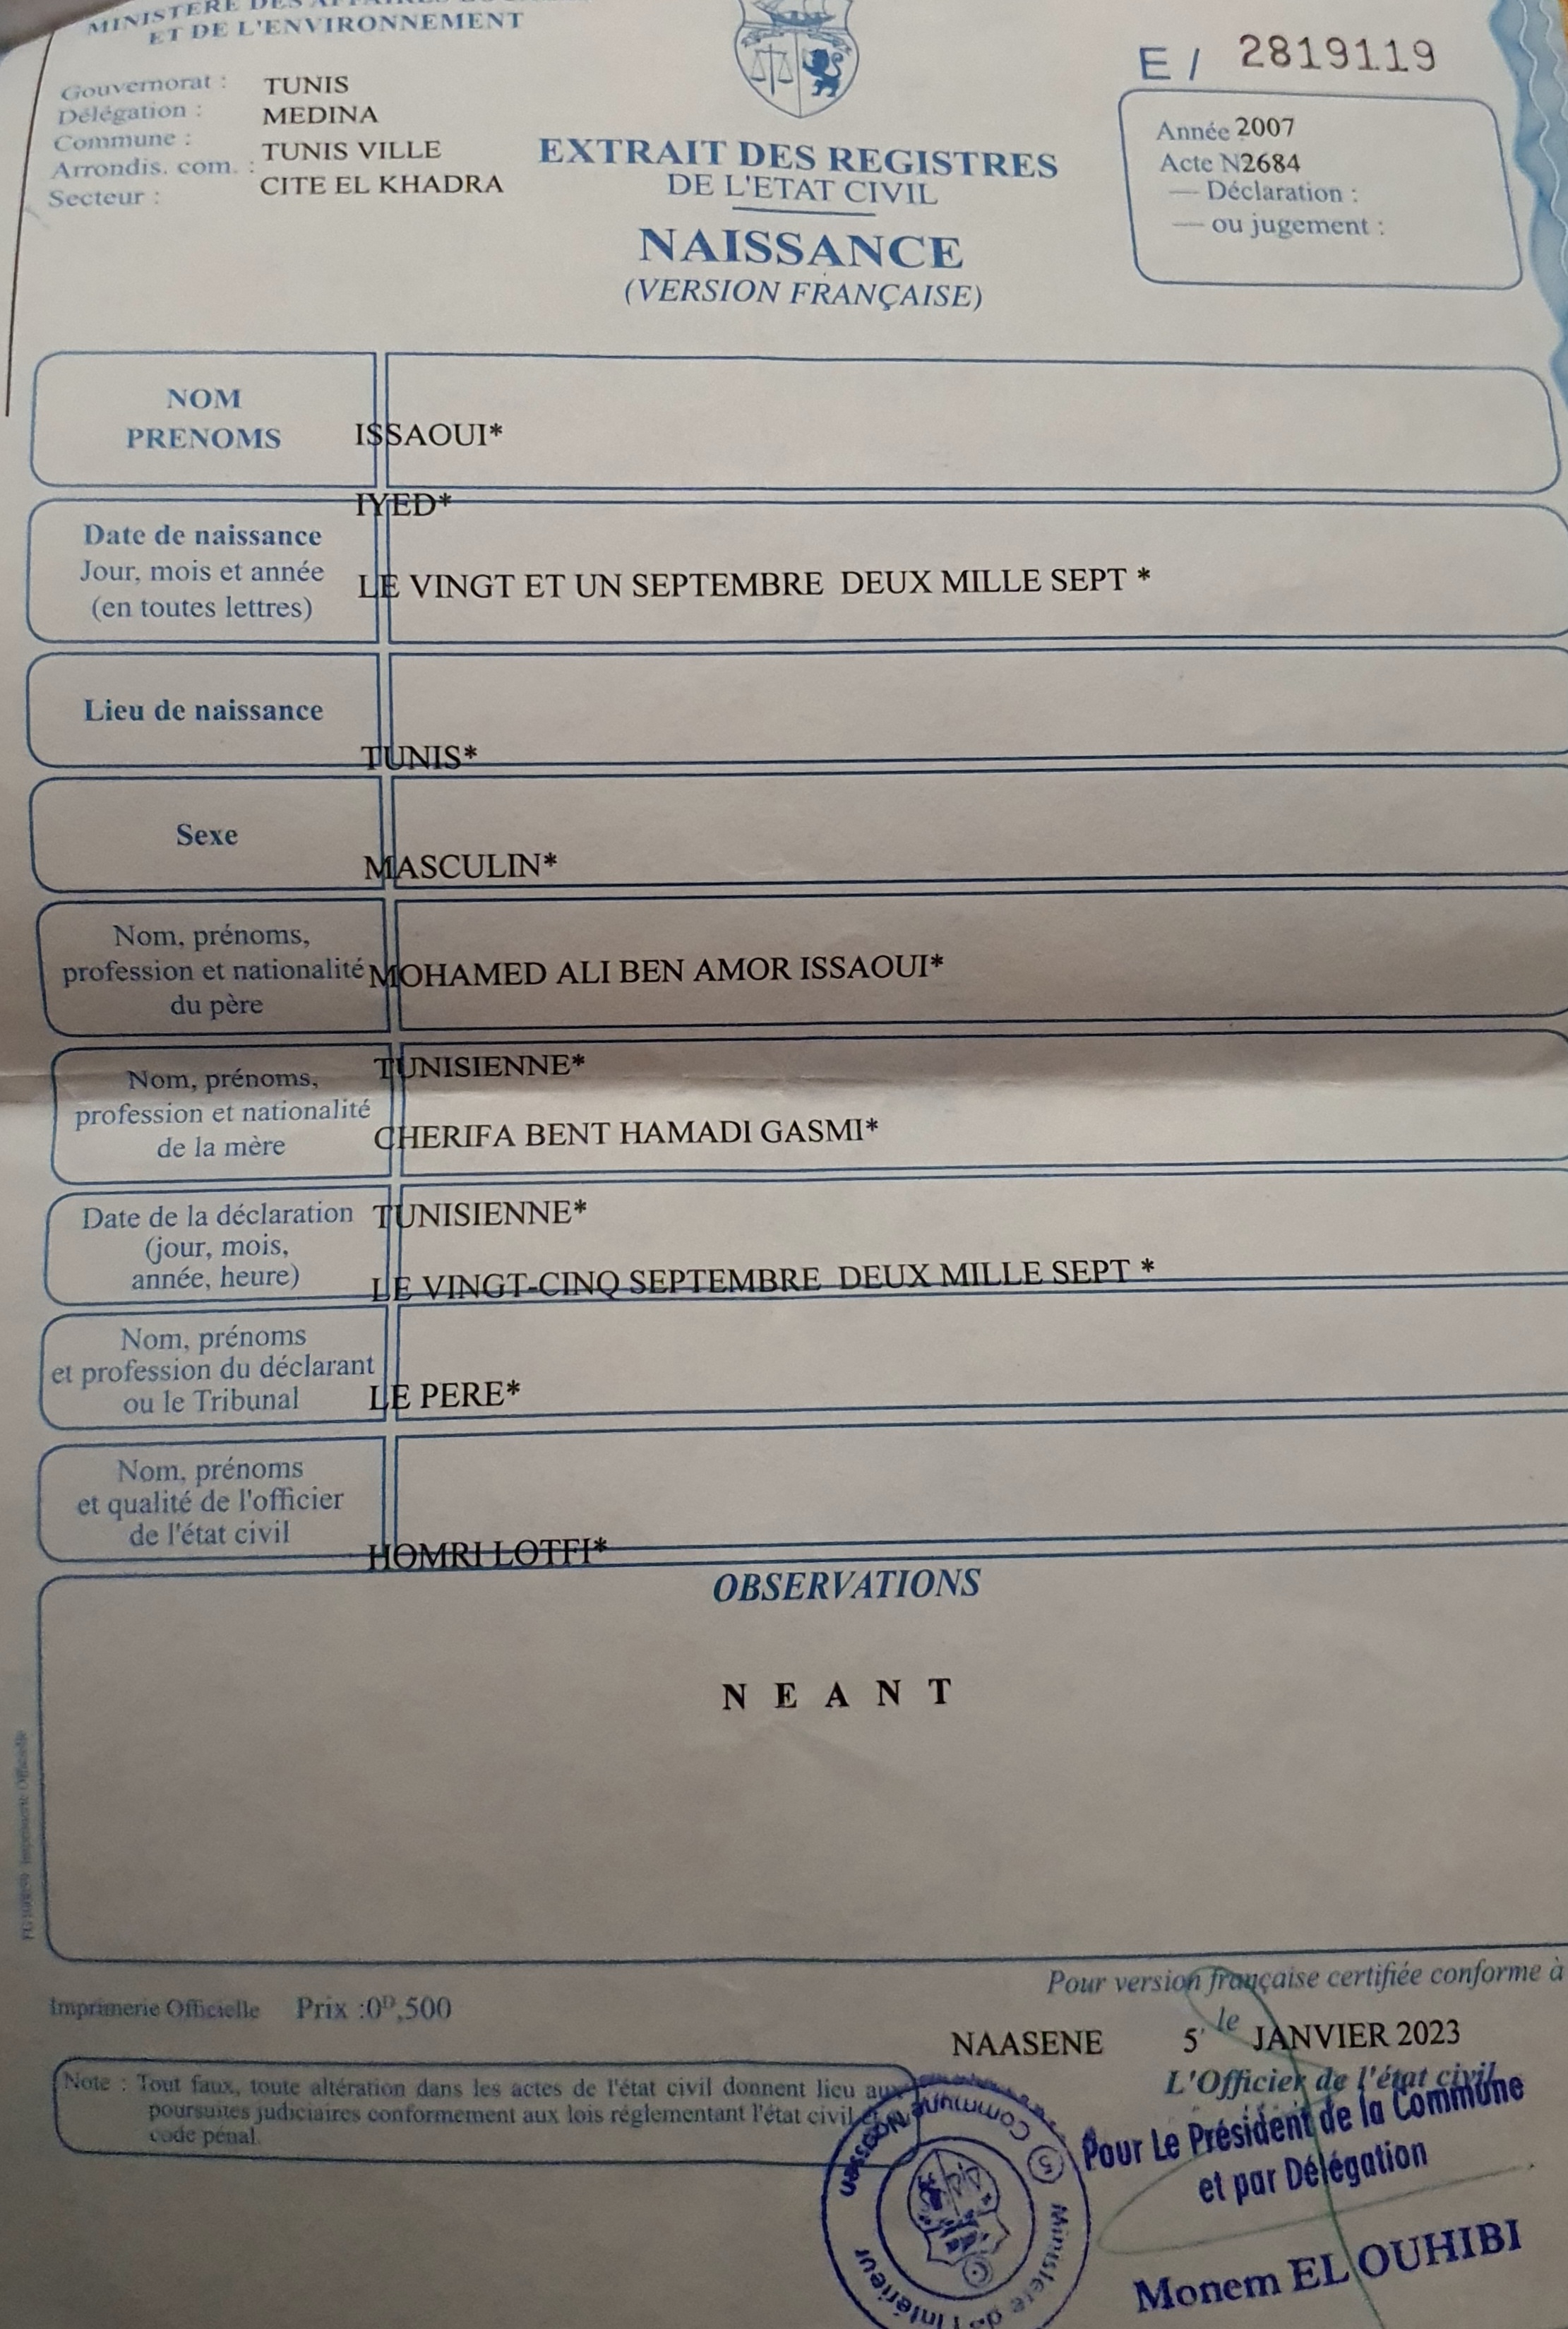 MINISTERE DES AFFAIRES
ET DE L'ENVIRONNEMENT
Gouvernorat : TUNIS
Délégation : MEDINA
Commune : TUNIS VILLE
Arrondis. com. :
Secteur : CITE EL KHADRA
EXTRAIT DES REGISTRES
DE L'ETAT CIVIL
NAISSANCE
(VERSION FRANÇAISE)
E / 2819119
Année 2007
Acte N2684
— Déclaration :
— ou jugement :
NOM
PRENOMS
ISSAOUI*
IYED*
Date de naissance
Jour, mois et année
(en toutes lettres)
LE VINGT ET UN SEPTEMBRE DEUX MILLE SEPT *
Lieu de naissance
TUNIS*
Sexe
MASCULIN*
Nom, prénoms,
profession et nationalité
du père
MOHAMED ALI BEN AMOR ISSAOUI*
TUNISIENNE*
Nom, prénoms,
profession et nationalité
de la mère
CHERIFA BENT HAMADI GASMI*
TUNISIENNE*
Date de la déclaration
(jour, mois,
année, heure)
LE VINGT-CINQ SEPTEMBRE DEUX MILLE SEPT *
Nom, prénoms
et profession du déclarant
ou le Tribunal
LE PERE*
Nom, prénoms
et qualité de l'officier
de l'état civil
HOMRI LOTFI*
OBSERVATIONS
N E A N T
Imprimerie Officielle Prix :0ᴰ,500
Pour version française certifiée conforme à
NAASENE 5 le JANVIER 2023
L'Officier de l'état civil
Note : Tout faux, toute altération dans les actes de l'état civil donnent lieu aux
poursuites judiciaires conformement aux lois réglementant l'état civil
code pénal.
Pour Le Président de la Commune
et par Délégation
Monem EL OUHIBI
Commune
5
Ministere de l'interieur